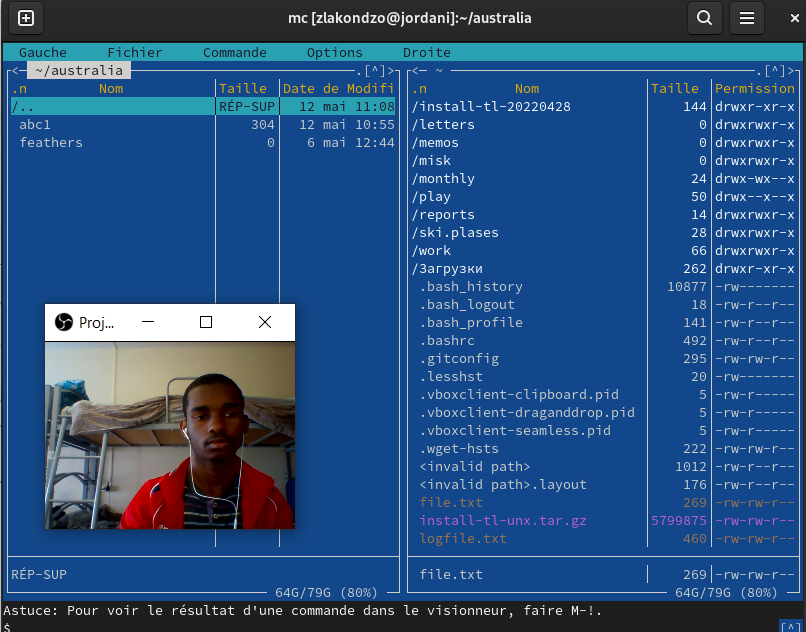 mc [zlakondzo@jordani]:~/australia
Gauche Fichier Commande Options Droite
<─ ~/australia .[^]>
.n Nom Taille Date de Modifi
/.. RÉP-SUP 12 mai 11:08
abc1 304 12 mai 10:55
feathers 0 6 mai 12:44
RÉP-SUP
64G/79G (80%)
<─ ~ .[^]>
.n Nom Taille Permission
/install-tl-20220428 144 drwxr-xr-x
/letters 0 drwxrwxr-x
/memos 0 drwxrwxr-x
/misk 0 drwxrwxr-x
/monthly 24 drwx-wx--x
/play 50 drwx--x--x
/reports 14 drwxrwxr-x
/ski.plases 28 drwxrwxr-x
/work 66 drwxrwxr-x
/Загрузки 262 drwxr-xr-x
.bash_history 10877 -rw-------
.bash_logout 18 -rw-r--r--
.bash_profile 141 -rw-r--r--
.bashrc 492 -rw-r--r--
.gitconfig 295 -rw-rw-r--
.lesshst 20 -rw-------
.vboxclient-clipboard.pid 5 -rw-r-----
.vboxclient-draganddrop.pid 5 -rw-r-----
.vboxclient-seamless.pid 5 -rw-r-----
.wget-hsts 222 -rw-rw-r--
<invalid path> 1012 -rw-rw-r--
<invalid path>.layout 176 -rw-rw-r--
file.txt 269 -rw-rw-r--
install-tl-unx.tar.gz 5799875 -rw-rw-r--
logfile.txt 460 -rw-rw-r--
file.txt 269 -rw-rw-r--
64G/79G (80%)
Proj...
Astuce: Pour voir le résultat d'une commande dans le visionneur, faire M-!.
$ [^]